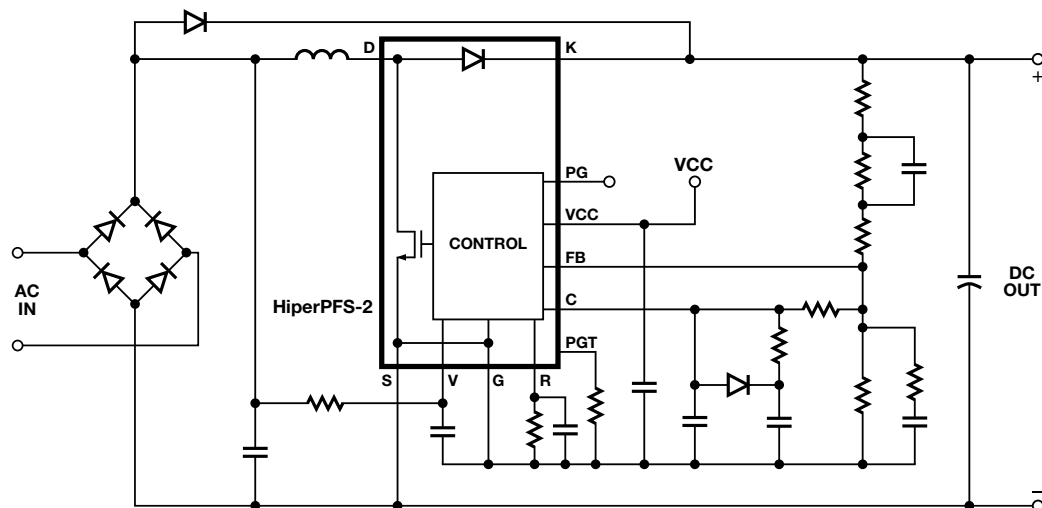 D
K
PG
VCC
VCC
CONTROL
FB
C
HiperPFS-2
PGT
S
V
G
R
AC
IN
+
DC
OUT
–